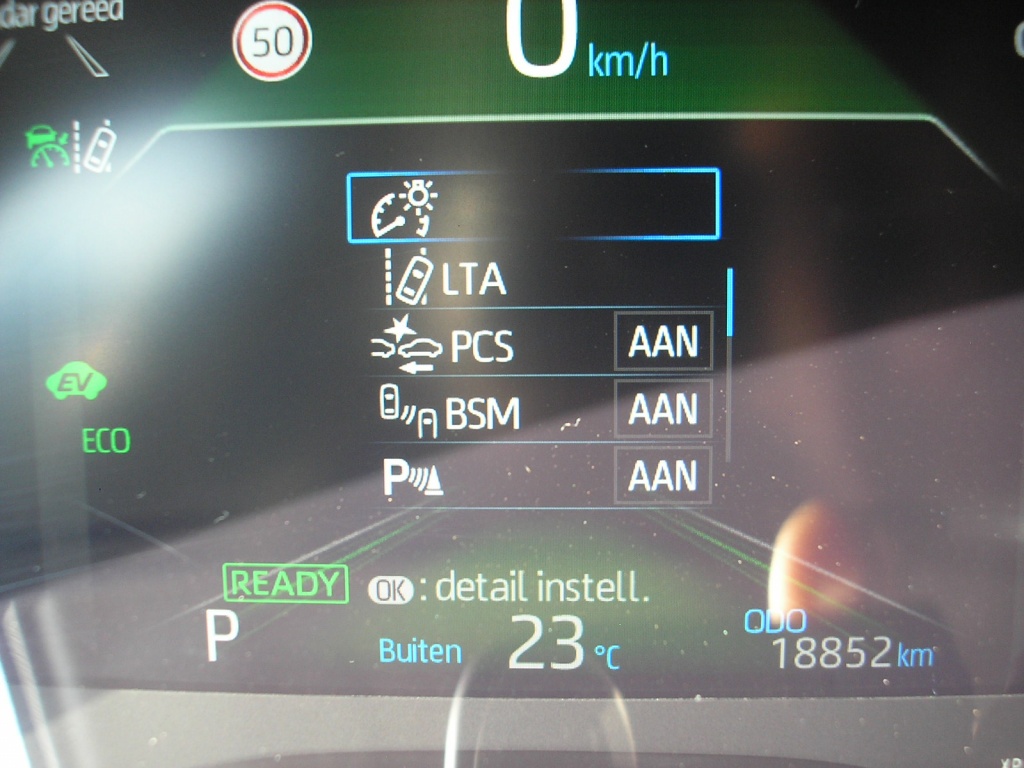 dar gereed
50
0 km/h
LTA
PCS AAN
BSM AAN
P AAN
EV
ECO
READY OK : detail instell.
P Buiten 23 °C ODO
18852 km